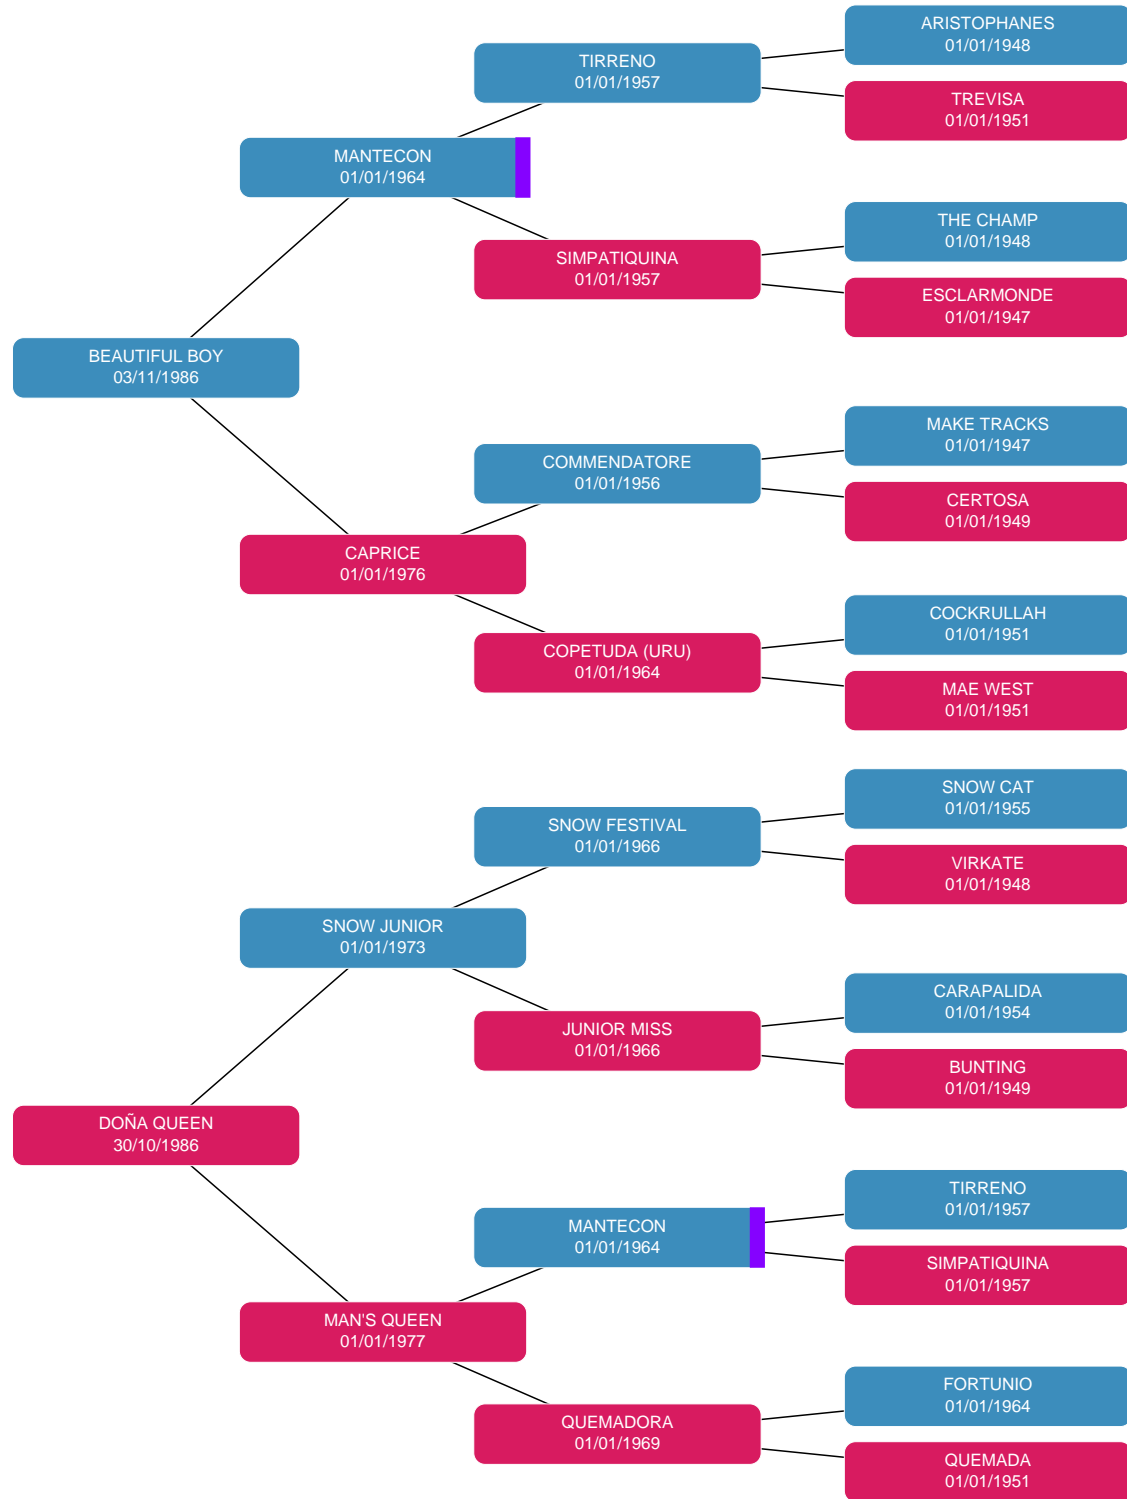 ARISTOPHANES
01/01/1948
TIRRENO
01/01/1957
TREVISA
01/01/1951
MANTECON
01/01/1964
THE CHAMP
01/01/1948
SIMPATIQUINA
01/01/1957
ESCLARMONDE
01/01/1947
BEAUTIFUL BOY
03/11/1986
MAKE TRACKS
01/01/1947
COMMENDATORE
01/01/1956
CERTOSA
01/01/1949
CAPRICE
01/01/1976
COCKRULLAH
01/01/1951
COPETUDA (URU)
01/01/1964
MAE WEST
01/01/1951
SNOW CAT
01/01/1955
SNOW FESTIVAL
01/01/1966
VIRKATE
01/01/1948
SNOW JUNIOR
01/01/1973
CARAPALIDA
01/01/1954
JUNIOR MISS
01/01/1966
BUNTING
01/01/1949
DOÑA QUEEN
30/10/1986
TIRRENO
01/01/1957
MANTECON
01/01/1964
SIMPATIQUINA
01/01/1957
MAN'S QUEEN
01/01/1977
FORTUNIO
01/01/1964
QUEMADORA
01/01/1969
QUEMADA
01/01/1951